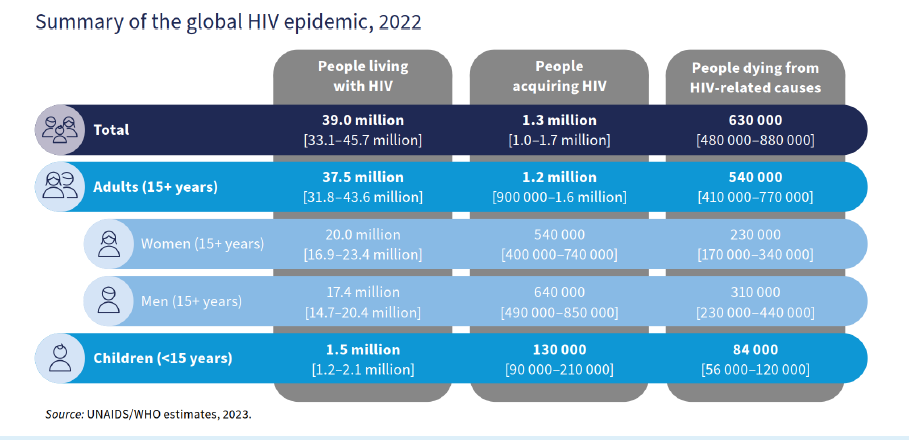 Summary of the global HIV epidemic, 2022
People living
with HIV
People
acquiring HIV
People dying from
HIV-related causes
Total
39.0 million
[33.1–45.7 million]
1.3 million
[1.0–1.7 million]
630 000
[480 000–880 000]
Adults (15+ years)
37.5 million
[31.8–43.6 million]
1.2 million
[900 000–1.6 million]
540 000
[410 000–770 000]
Women (15+ years)
20.0 million
[16.9–23.4 million]
540 000
[400 000–740 000]
230 000
[170 000–340 000]
Men (15+ years)
17.4 million
[14.7–20.4 million]
640 000
[490 000–850 000]
310 000
[230 000–440 000]
Children (<15 years)
1.5 million
[1.2–2.1 million]
130 000
[90 000–210 000]
84 000
[56 000–120 000]
Source: UNAIDS/WHO estimates, 2023.